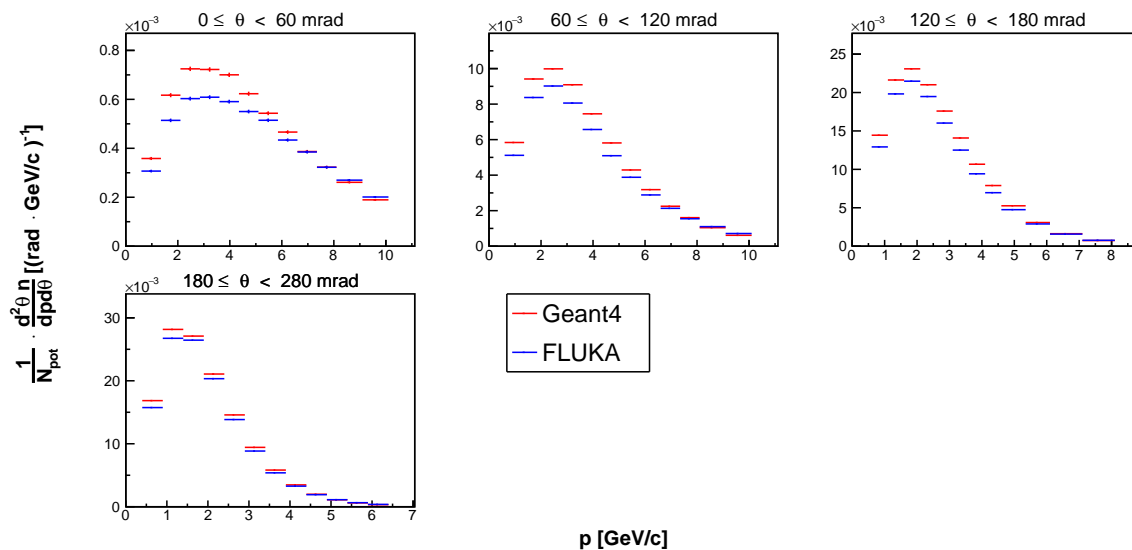 ×10⁻³ 0 ≤ θ < 60 mrad
0.8
0.6
0.4
0.2
0
0 2 4 6 8 10
×10⁻³ 60 ≤ θ < 120 mrad
10
8
6
4
2
0
0 2 4 6 8 10
×10⁻³ 120 ≤ θ < 180 mrad
25
20
15
10
5
0
0 1 2 3 4 5 6 7 8
×10⁻³ 180 ≤ θ < 280 mrad
30
20
10
0
0 1 2 3 4 5 6 7
Geant4
FLUKA
1/N_pot · d²θ n/dpdθ [(rad · GeV/c )⁻¹]
p [GeV/c]